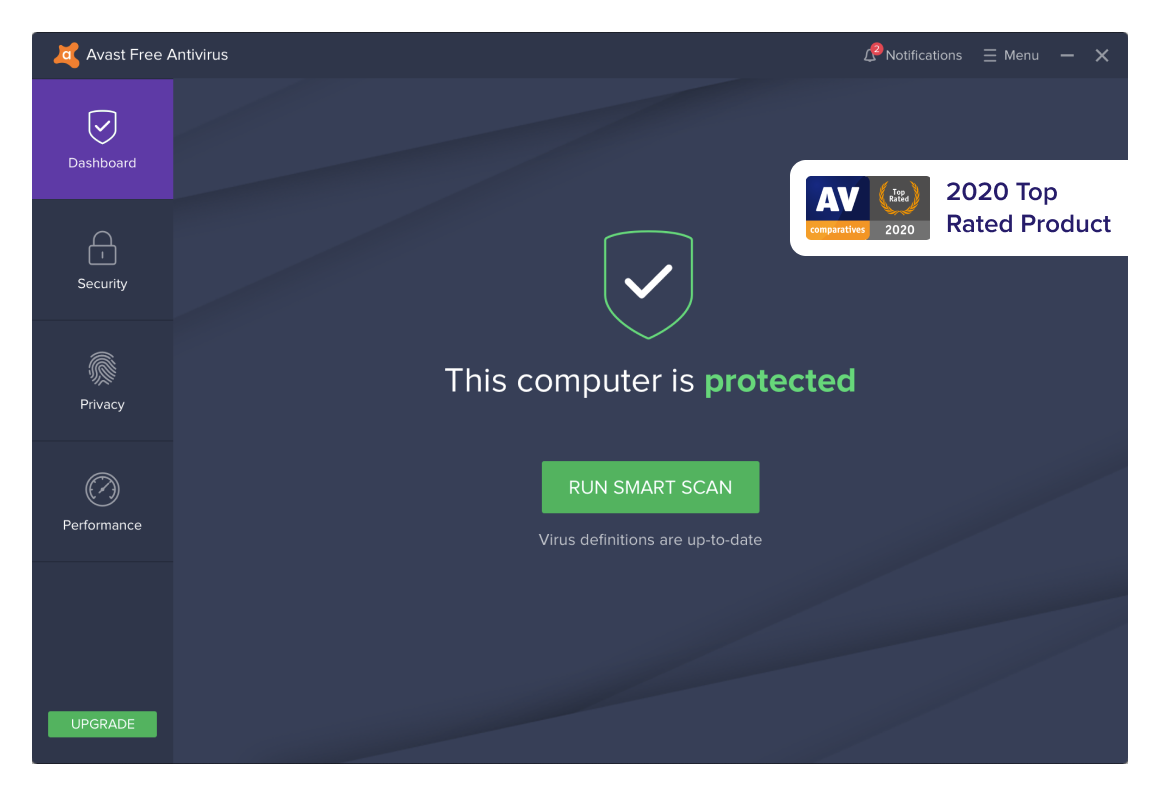 Avast Free Antivirus
2 Notifications
Menu
Dashboard
Security
Privacy
Performance
UPGRADE
AV
comparatives
Top
Rated
2020
2020 Top
Rated Product
This computer is protected
RUN SMART SCAN
Virus definitions are up-to-date